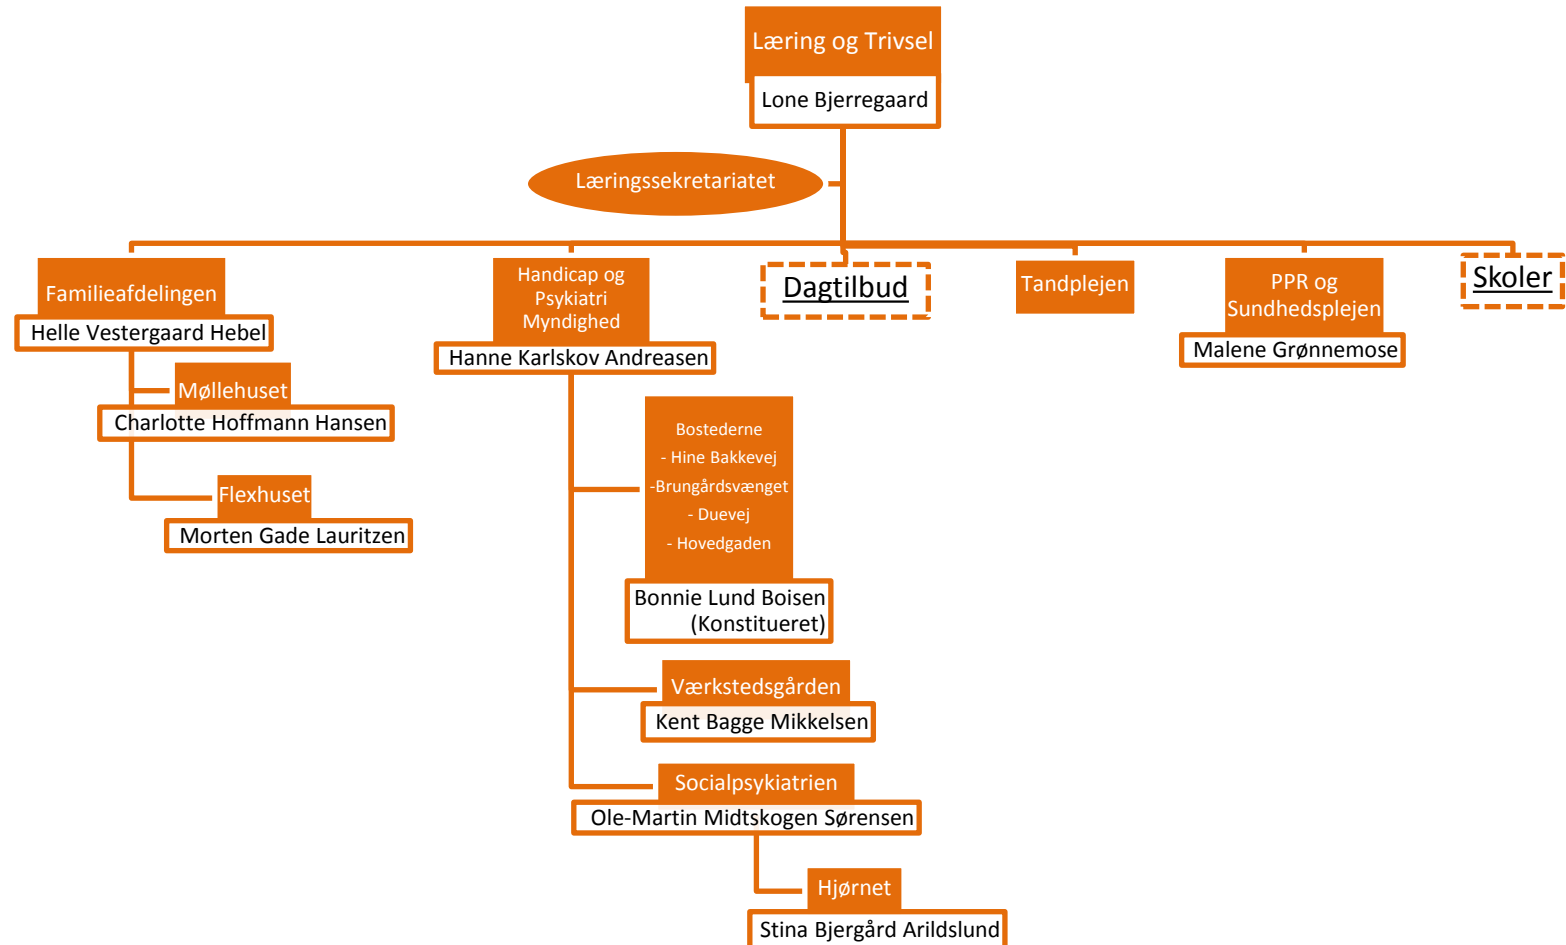 Læring og Trivsel
Lone Bjerregaard
Læringssekretariatet
Familieafdelingen
Helle Vestergaard Hebel
Møllehuset
Charlotte Hoffmann Hansen
Flexhuset
Morten Gade Lauritzen
Handicap og
Psykiatri
Myndighed
Hanne Karlskov Andreasen
Bostederne
- Hine Bakkevej
-Brungårdsvænget
- Duevej
- Hovedgaden
Bonnie Lund Boisen
(Konstitueret)
Værkstedsgården
Kent Bagge Mikkelsen
Socialpsykiatrien
Ole-Martin Midtskogen Sørensen
Hjørnet
Stina Bjergård Arildslund
Dagtilbud
Tandplejen
PPR og
Sundhedsplejen
Malene Grønnemose
Skoler